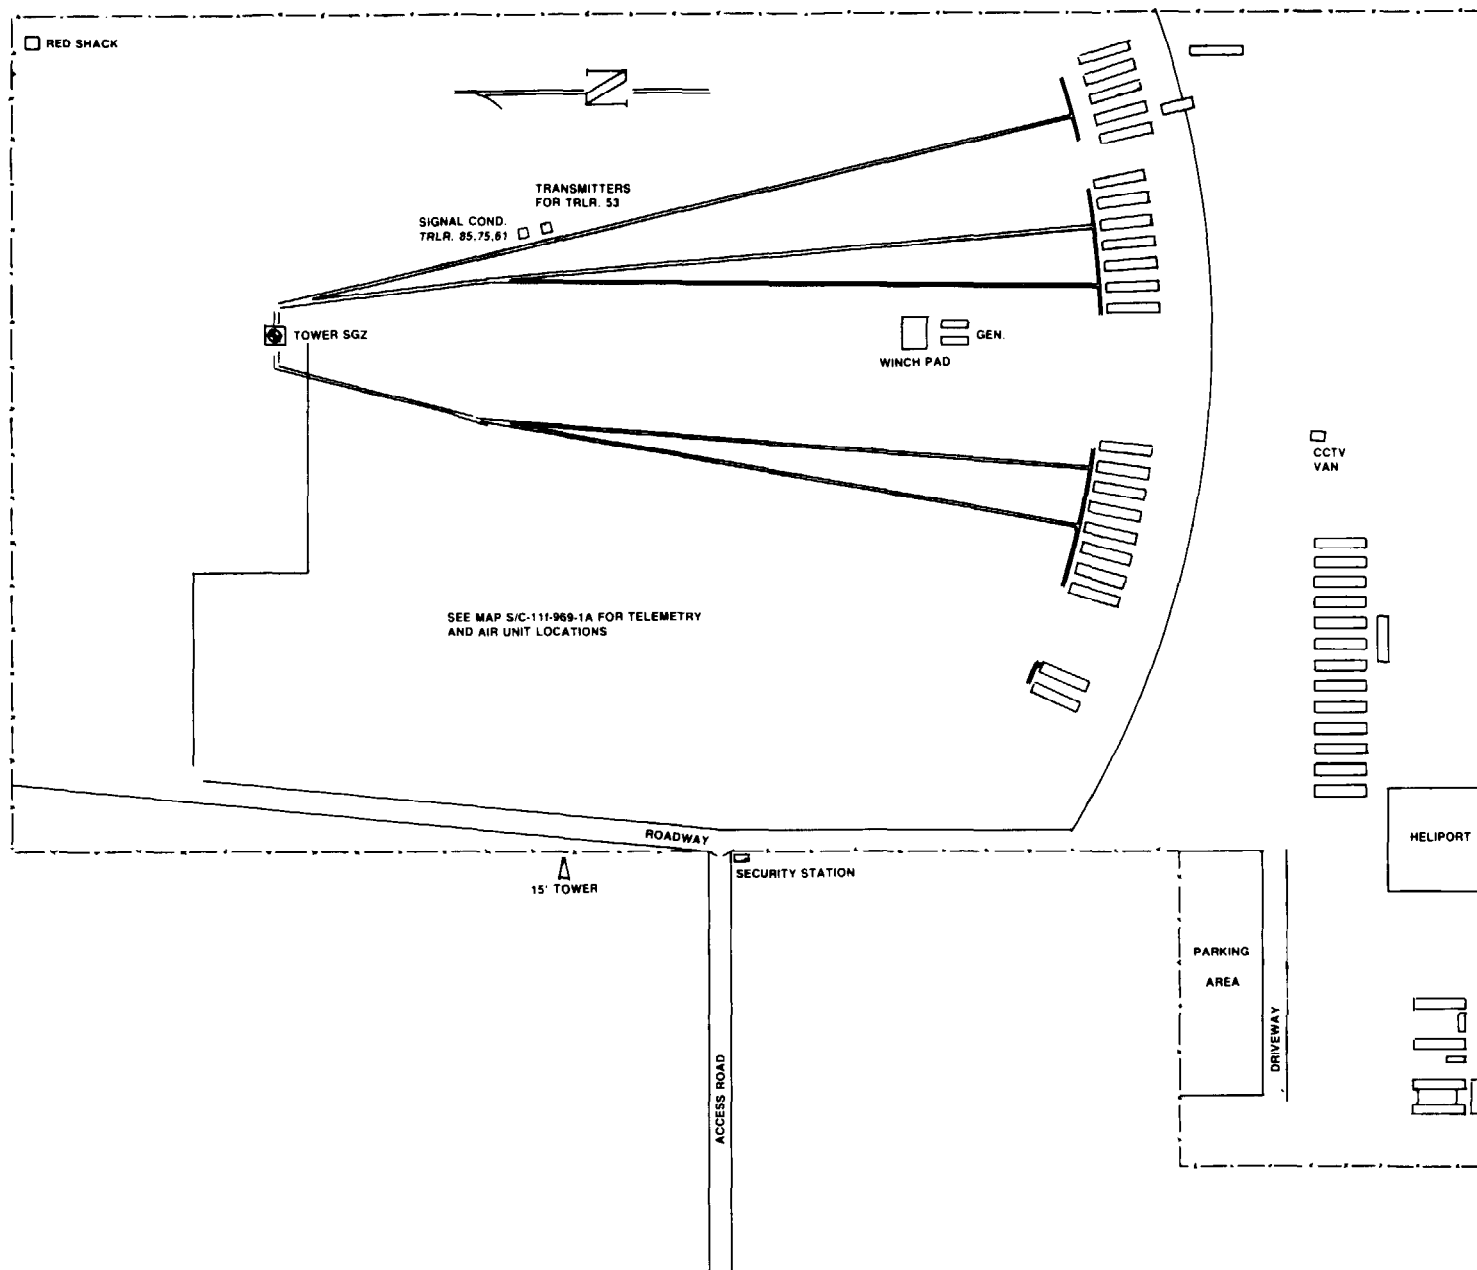 RED SHACK
N
TRANSMITTERS
FOR TRLR. 53
SIGNAL COND.
TRLR. 85,75,61
TOWER SGZ
GEN.
WINCH PAD
CCTV
VAN
SEE MAP S/C-11f-969-1A FOR TELEMETRY
AND AIR UNIT LOCATIONS
ROADWAY
HELIPORT
15' TOWER
SECURITY STATION
PARKING
AREA
DRIVEWAY
ACCESS ROAD